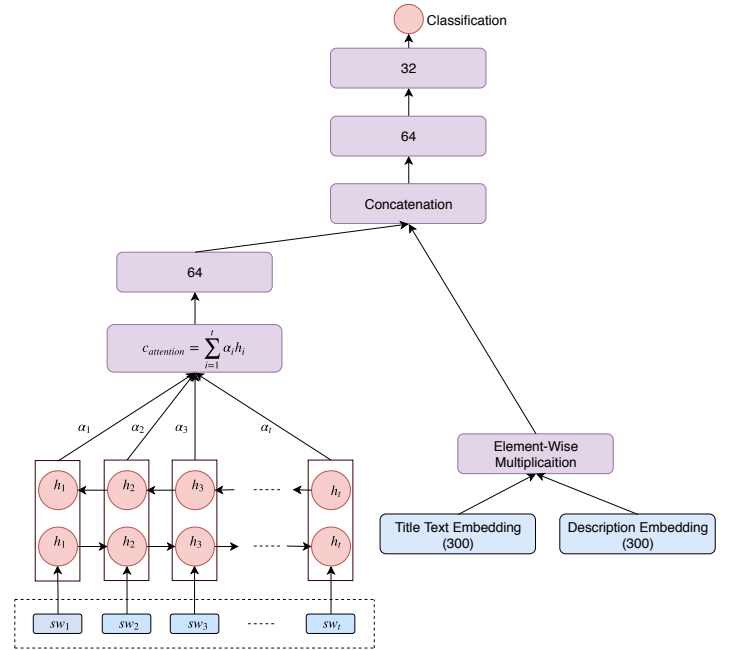 Classification
32
64
Concatenation
64
c_attention = ∑_{i=1}^{t} α_i h_i
α_1 α_2 α_3 α_t
Element-Wise
Multiplicaition
h_1 h_2 h_3 h_t
Title Text Embedding
(300)
Description Embedding
(300)
h_1 h_2 h_3 ----- h_t
sw_1 sw_2 sw_3 ----- sw_t